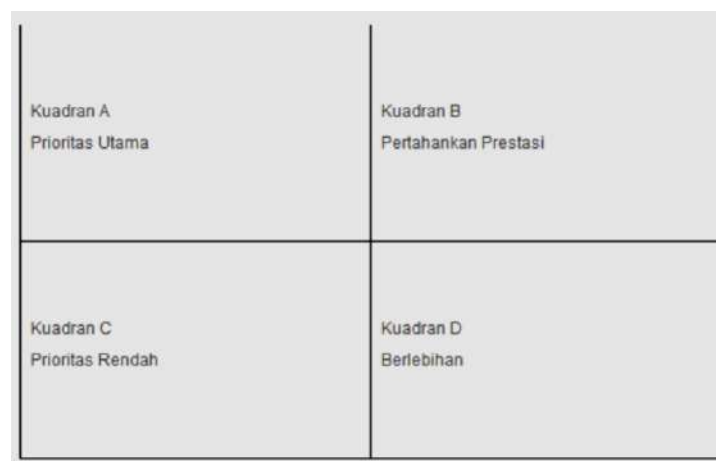 Kuadran A
Prioritas Utama
Kuadran B
Pertahankan Prestasi
Kuadran C
Prioritas Rendah
Kuadran D
Berlebihan